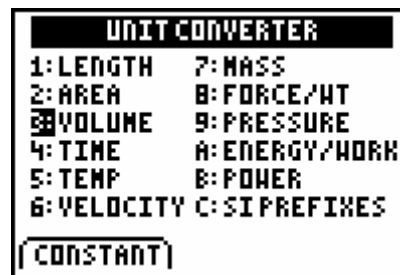 UNIT CONVERTER
1:LENGTH 7:MASS
2:AREA 8:FORCE/WT
3:VOLUME 9:PRESSURE
4:TIME A:ENERGY/WORK
5:TEMP B:POWER
6:VELOCITY C:SI PREFIXES
CONSTANT